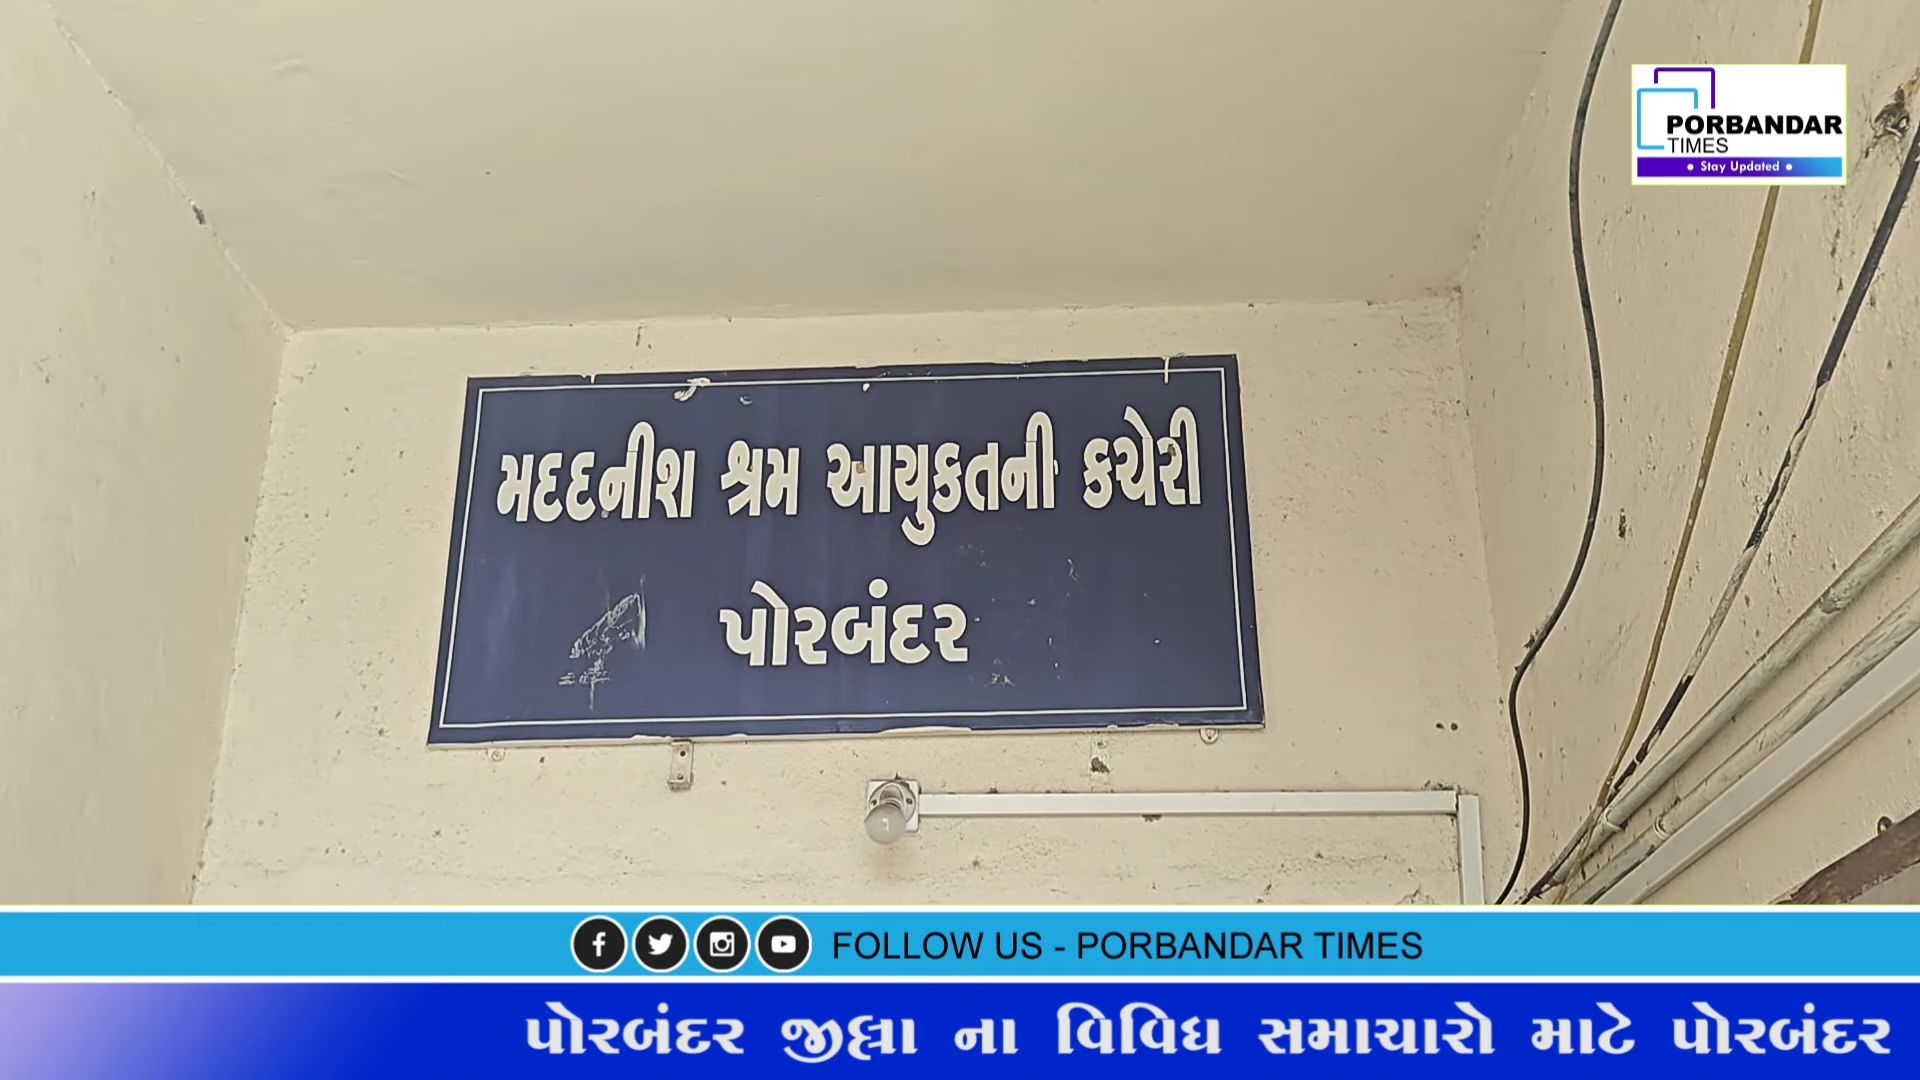 PORBANDAR
TIMES
• Stay Updated •
મદદનીશ શ્રમ આયુકતની કચેરી
પોરબંદર
FOLLOW US - PORBANDAR TIMES
પોરબંદર જીલ્લા ના વિવિધ સમાચારો માટે પોરબંદર